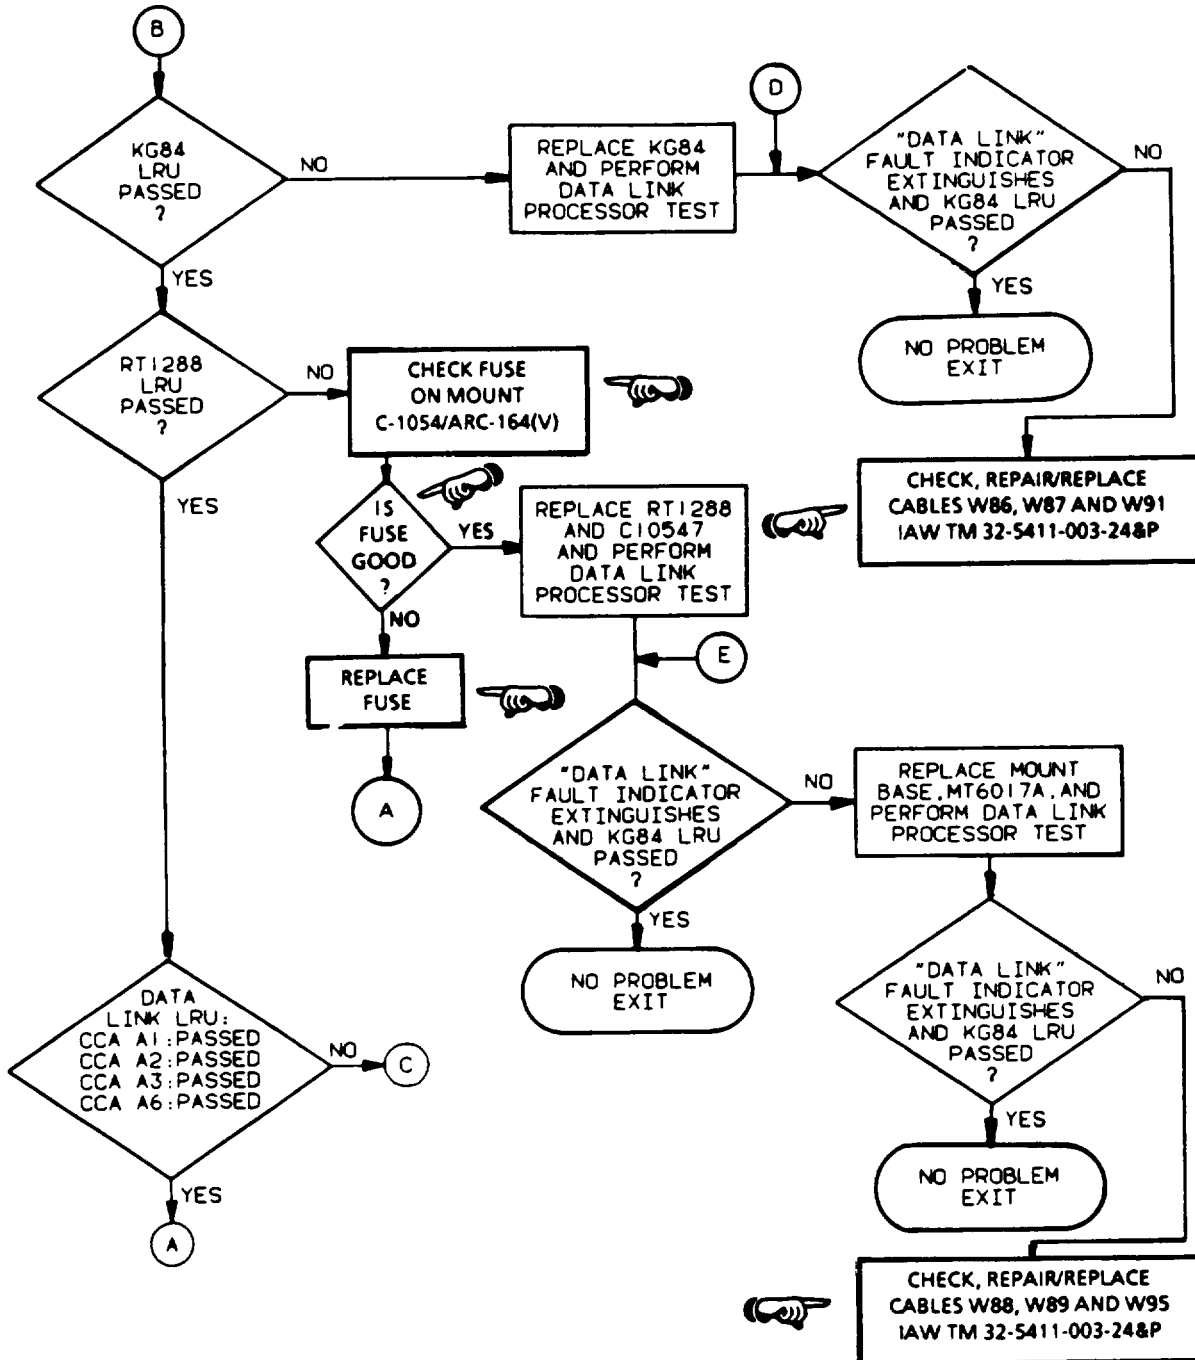 B
KG84
LRU
PASSED
?
NO
YES
REPLACE KG84
AND PERFORM
DATA LINK
PROCESSOR TEST
D
"DATA LINK"
FAULT INDICATOR
EXTINGUISHES
AND KG84 LRU
PASSED
?
NO
YES
NO PROBLEM
EXIT
RT1288
LRU
PASSED
?
NO
YES
CHECK FUSE
ON MOUNT
C-1054/ARC-164(V)
IS
FUSE
GOOD
?
YES
NO
REPLACE RT1288
AND C10547
AND PERFORM
DATA LINK
PROCESSOR TEST
CHECK, REPAIR/REPLACE
CABLES W86, W87 AND W91
IAW TM 32-5411-003-24&P
E
REPLACE
FUSE
A
"DATA LINK"
FAULT INDICATOR
EXTINGUISHES
AND KG84 LRU
PASSED
?
NO
YES
NO PROBLEM
EXIT
REPLACE MOUNT
BASE,MT6017A,AND
PERFORM DATA LINK
PROCESSOR TEST
"DATA LINK"
FAULT INDICATOR
EXTINGUISHES
AND KG84 LRU
PASSED
?
NO
YES
NO PROBLEM
EXIT
DATA
LINK LRU:
CCA A1:PASSED
CCA A2:PASSED
CCA A3:PASSED
CCA A6:PASSED
NO
C
YES
A
CHECK, REPAIR/REPLACE
CABLES W88, W89 AND W95
IAW TM 32-5411-003-24&P